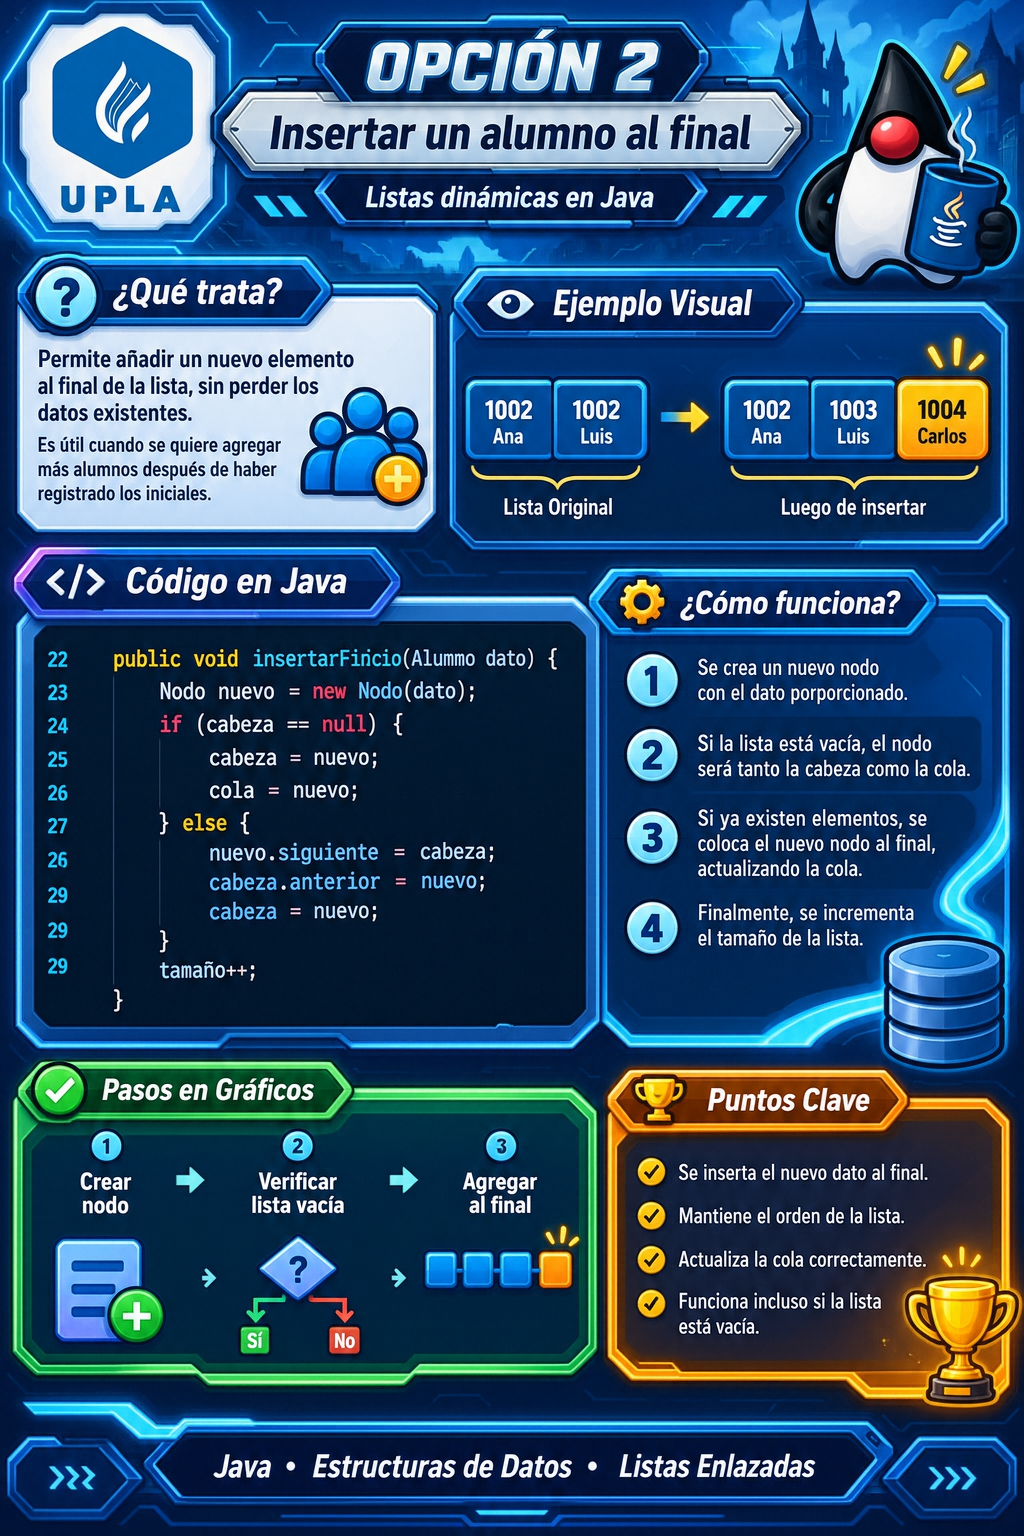 UPLA
OPCIÓN 2
Insertar un alumno al final
Listas dinámicas en Java
?
¿Qué trata?
Permite añadir un nuevo elemento
al final de la lista, sin perder los
datos existentes.
Es útil cuando se quiere agregar
más alumnos después de haber
registrado los iniciales.
Ejemplo Visual
1002 1002
Ana Luis
Lista Original
1002 1003 1004
Ana Luis Carlos
Luego de insertar
</> Código en Java
22 public void insertarFincio(Alummo dato) {
23 Nodo nuevo = new Nodo(dato);
24 if (cabeza == null) {
25 cabeza = nuevo;
26 cola = nuevo;
27 } else {
26 nuevo.siguiente = cabeza;
29 cabeza.anterior = nuevo;
29 cabeza = nuevo;
}
29 tamaño++;
}
¿Cómo funciona?
1 Se crea un nuevo nodo
con el dato porporcionado.
2 Si la lista está vacía, el nodo
será tanto la cabeza como la cola.
3 Si ya existen elementos, se
coloca el nuevo nodo al final,
actualizando la cola.
4 Finalmente, se incrementa
el tamaño de la lista.
Pasos en Gráficos
1
Crear
nodo
2
Verificar
lista vacía
?
Sí No
3
Agregar
al final
Puntos Clave
Se inserta el nuevo dato al final.
Mantiene el orden de la lista.
Actualiza la cola correctamente.
Funciona incluso si la lista
está vacía.
Java • Estructuras de Datos • Listas Enlazadas